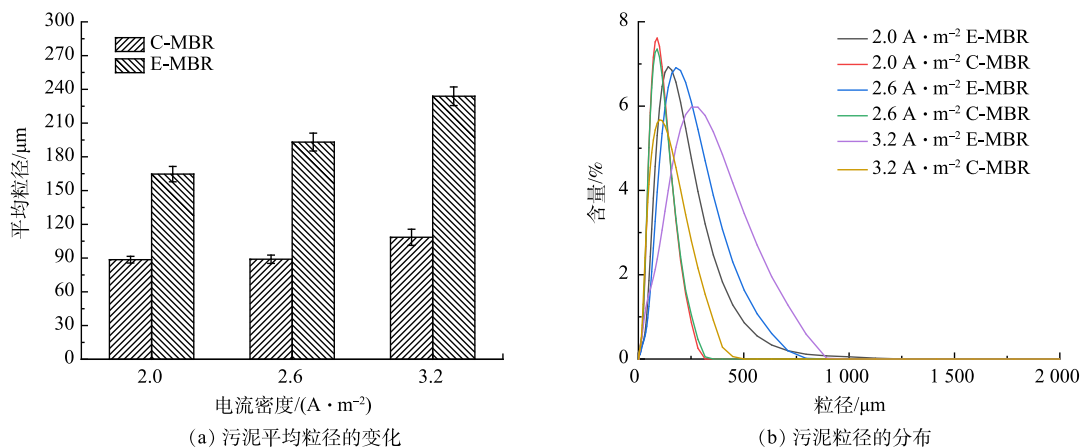 300
270
240
210
180
150
120
90
60
30
0
平均粒径/μm
C-MBR
E-MBR
2.0
2.6
3.2
电流密度/(A·m⁻²)
(a) 污泥平均粒径的变化
8
6
4
2
0
含量/%
2.0 A·m⁻² E-MBR
2.0 A·m⁻² C-MBR
2.6 A·m⁻² E-MBR
2.6 A·m⁻² C-MBR
3.2 A·m⁻² E-MBR
3.2 A·m⁻² C-MBR
0
500
1 000
1 500
2 000
粒径/μm
(b) 污泥粒径的分布